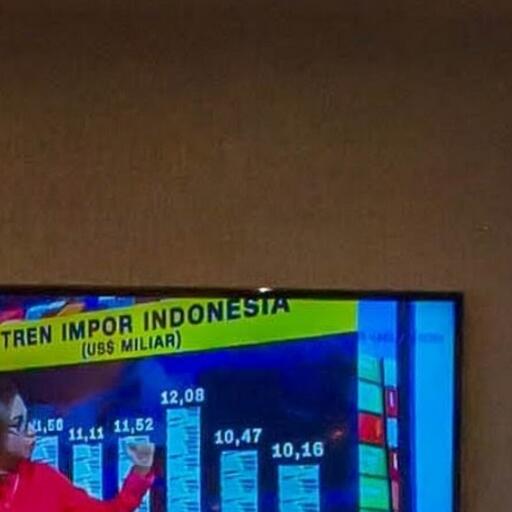 TREN IMPOR INDONESIA
(US$ MILIAR)
12,08
11,11
11,52
10,47
10,16